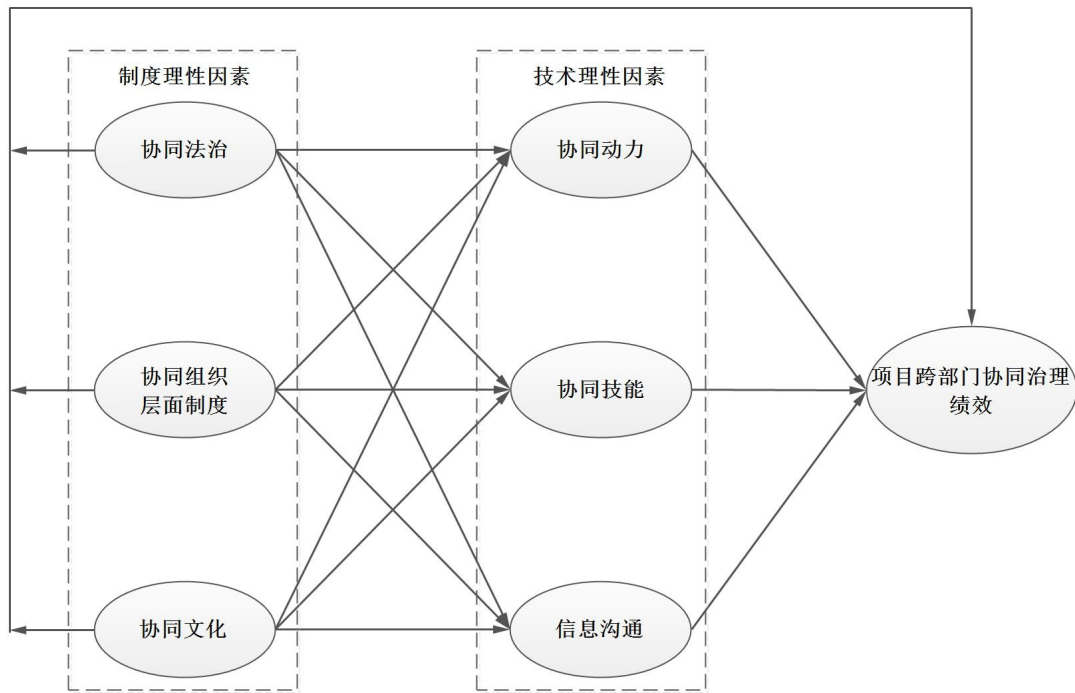 制度理性因素
技术理性因素
协同法治
协同动力
协同组织
层面制度
协同技能
项目跨部门协同治理
绩效
协同文化
信息沟通